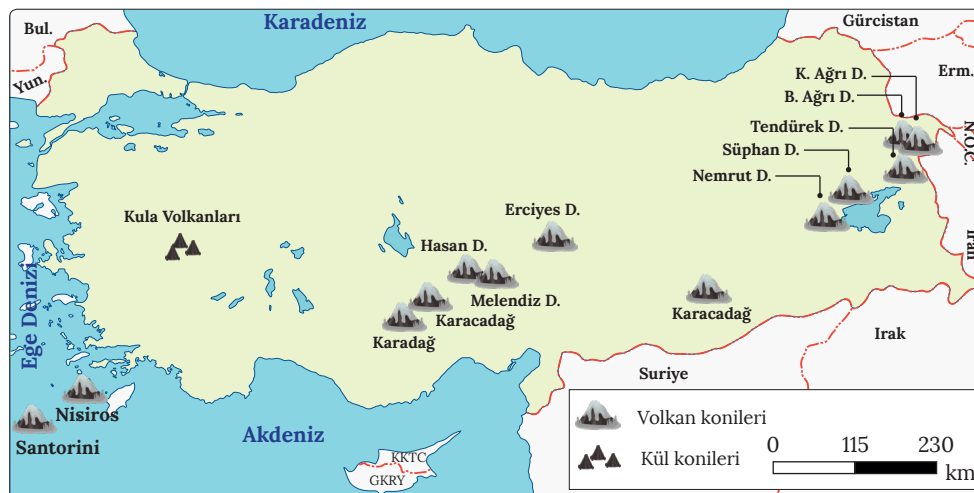 Karadeniz
Gürcistan
Bul.
Yun.
Erm.
K. Ağrı D.
B. Ağrı D.
Tendürek D.
N.Ö.C.
Süphan D.
Nemrut D.
Kula Volkanları
Erciyes D.
Hasan D.
İran
Melendiz D.
Karacadağ
Karacadağ
Karadağ
Ege Denizi
Irak
Suriye
Nisiros
Santorini
Akdeniz
KKTC
GKRY
Volkan konileri
Kül konileri
0 115 230
km